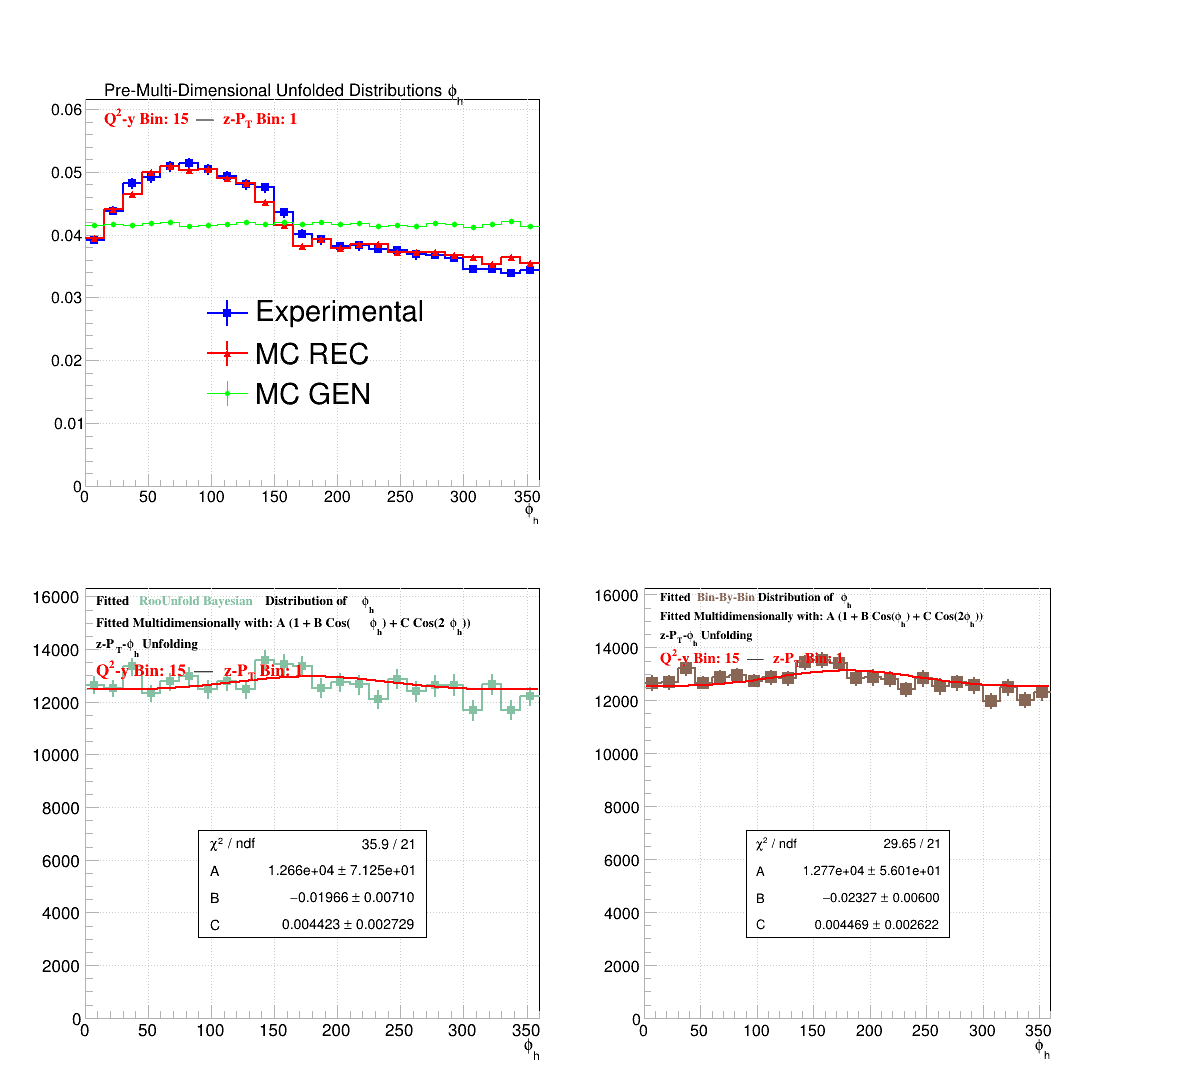 Pre-Multi-Dimensional Unfolded Distributions ϕh
Q2-y Bin: 15 — z-PT Bin: 1
0.06
0.05
0.04
0.03
0.02
0.01
0
Experimental
MC REC
MC GEN
0 50 100 150 200 250 300 350
ϕh
Fitted RooUnfold Bayesian Distribution of ϕh
Fitted Multidimensionally with: A (1 + B Cos( ϕh) + C Cos(2 ϕh))
z-PT-ϕh Unfolding
Q2-y Bin: 15 — z-PT Bin: 1
16000
14000
12000
10000
8000
6000
4000
2000
0
χ2 / ndf 35.9 / 21
A 1.266e+04 ± 7.125e+01
B −0.01966 ± 0.00710
C 0.004423 ± 0.002729
0 50 100 150 200 250 300 350
ϕh
Fitted Bin-By-Bin Distribution of ϕh
Fitted Multidimensionally with: A (1 + B Cos(ϕh) + C Cos(2ϕh))
z-PT-ϕh Unfolding
Q2-y Bin: 15 — z-PT Bin: 1
16000
14000
12000
10000
8000
6000
4000
2000
0
χ2 / ndf 29.65 / 21
A 1.277e+04 ± 5.601e+01
B −0.02327 ± 0.00600
C 0.004469 ± 0.002622
0 50 100 150 200 250 300 350
ϕh